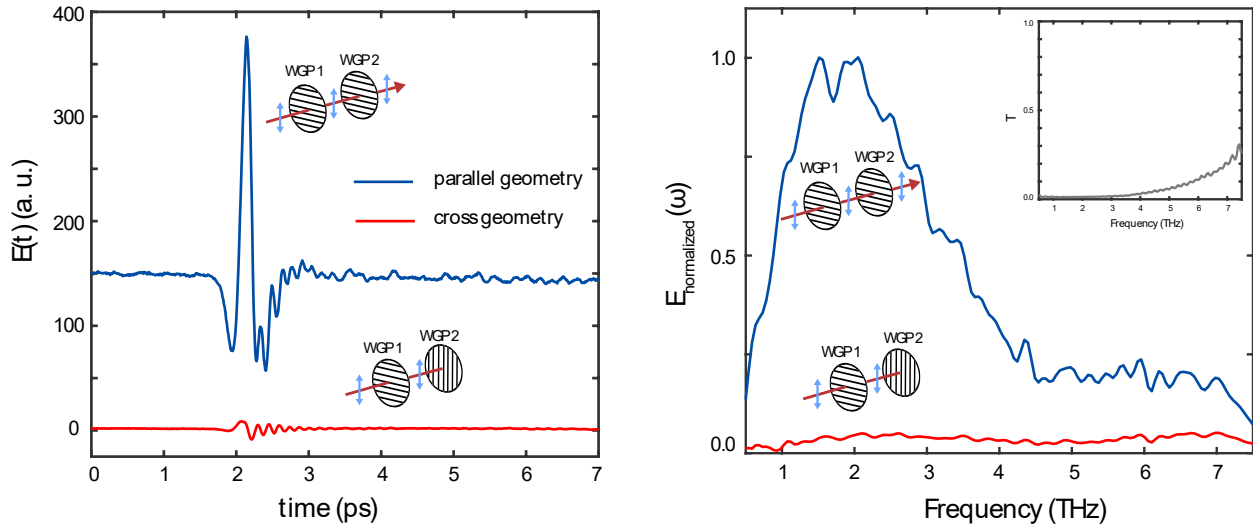 E(t) (a. u.)
400
300
200
100
0
0 1 2 3 4 5 6 7
time (ps)
WGP1 WGP2
parallel geometry
cross geometry
WGP1 WGP2
E normalized (ω)
1.0
0.5
0.0
1 2 3 4 5 6 7
Frequency (THz)
WGP1 WGP2
WGP1 WGP2
T
1.0
0.5
0.0
1 2 3 4 5 6 7
Frequency (THz)